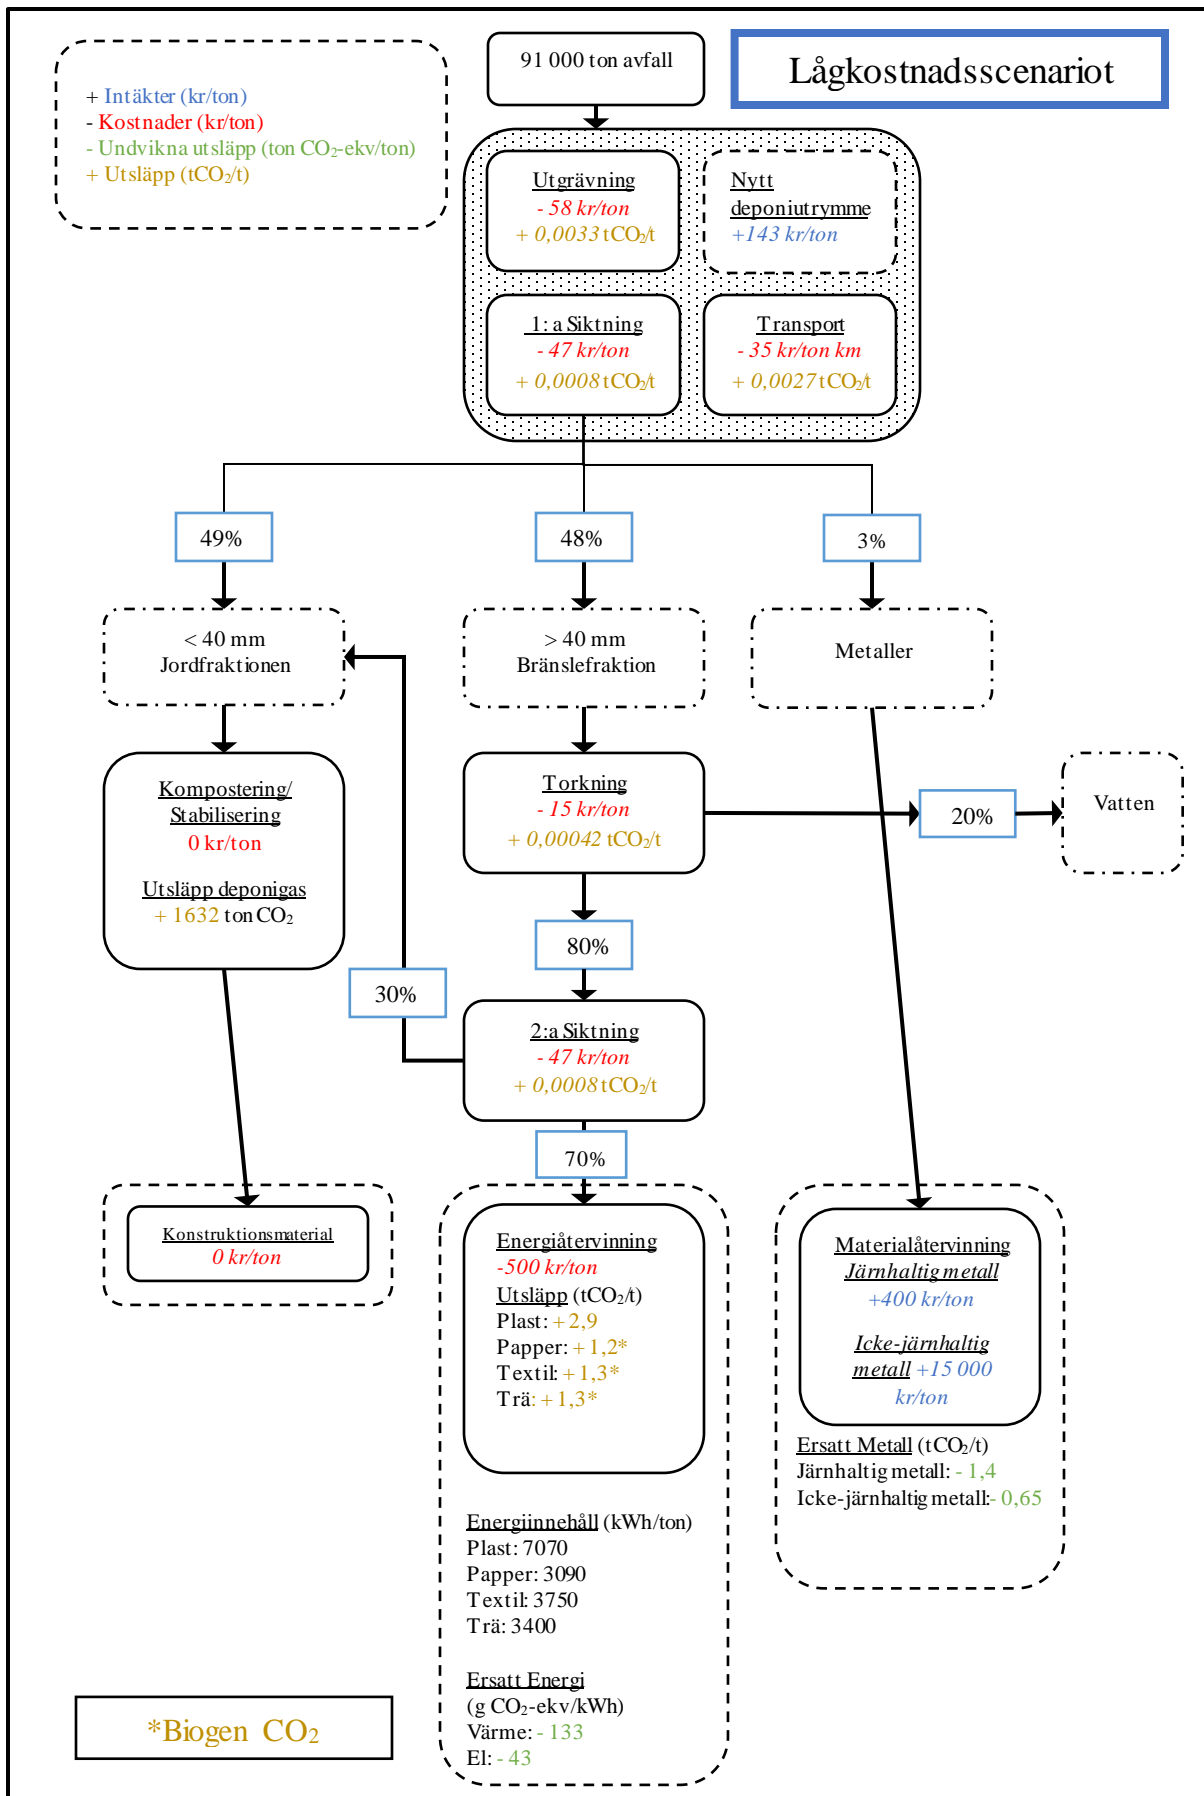 91 000 ton avfall
Lågkostnadsscenariot
+ Intäkter (kr/ton)
- Kostnader (kr/ton)
- Undvikna utsläpp (ton CO₂-ekv/ton)
+ Utsläpp (tCO₂/t)
Utgrävning
- 58 kr/ton
+ 0,0033 tCO₂/t
Nytt
deponiutrymme
+143 kr/ton
1:a Siktning
- 47 kr/ton
+ 0,0008 tCO₂/t
Transport
- 35 kr/ton km
+ 0,0027 tCO₂/t
49%
48%
3%
< 40 mm
Jordfraktionen
> 40 mm
Bränslefraktion
Metaller
Kompostering/
Stabilisering
0 kr/ton
Utsläpp deponigas
+ 1632 ton CO₂
Torkning
- 15 kr/ton
+ 0,00042 tCO₂/t
20%
Vatten
80%
30%
2:a Siktning
- 47 kr/ton
+ 0,0008 tCO₂/t
70%
Konstruktionsmaterial
0 kr/ton
Energiåtervinning
-500 kr/ton
Utsläpp (tCO₂/t)
Plast: +2,9
Papper: +1,2*
Textil: +1,3*
Trä: +1,3*
Energiinnehåll (kWh/ton)
Plast: 7070
Papper: 3090
Textil: 3750
Trä: 3400
Ersatt Energi
(g CO₂-ekv/kWh)
Värme: - 133
El: - 43
Materialåtervinning
Järnhaltig metall
+400 kr/ton
Icke-järnhaltig
metall +15 000
kr/ton
Ersatt Metall (tCO₂/t)
Järnhaltig metall: - 1,4
Icke-järnhaltig metall:- 0,65
*Biogen CO₂